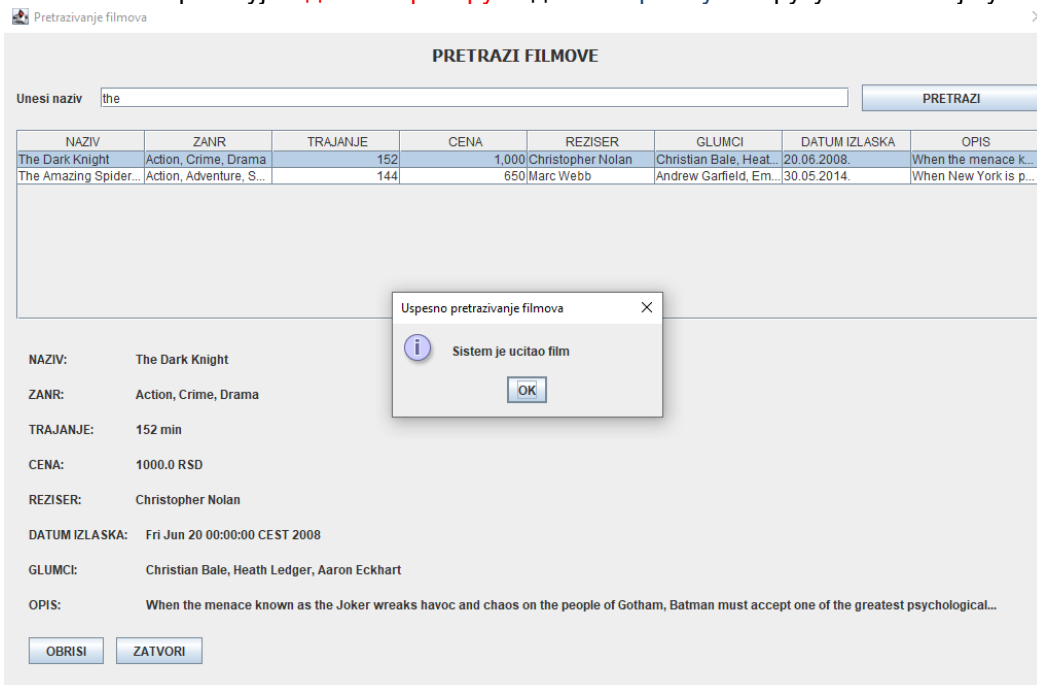 Pretrazivanje filmova
PRETRAZI FILMOVE
Unesi naziv the PRETRAZI
NAZIV ZANR TRAJANJE CENA REZISER GLUMCI DATUM IZLASKA OPIS
The Dark Knight Action, Crime, Drama 152 1,000 Christopher Nolan Christian Bale, Heat... 20.06.2008. When the menace k...
The Amazing Spider... Action, Adventure, S... 144 650 Marc Webb Andrew Garfield, Em... 30.05.2014. When New York is p...
Uspesno pretrazivanje filmova
Sistem je ucitao film
OK
NAZIV: The Dark Knight
ZANR: Action, Crime, Drama
TRAJANJE: 152 min
CENA: 1000.0 RSD
REZISER: Christopher Nolan
DATUM IZLASKA: Fri Jun 20 00:00:00 CEST 2008
GLUMCI: Christian Bale, Heath Ledger, Aaron Eckhart
OPIS: When the menace known as the Joker wreaks havoc and chaos on the people of Gotham, Batman must accept one of the greatest psychological...
OBRISI ZATVORI